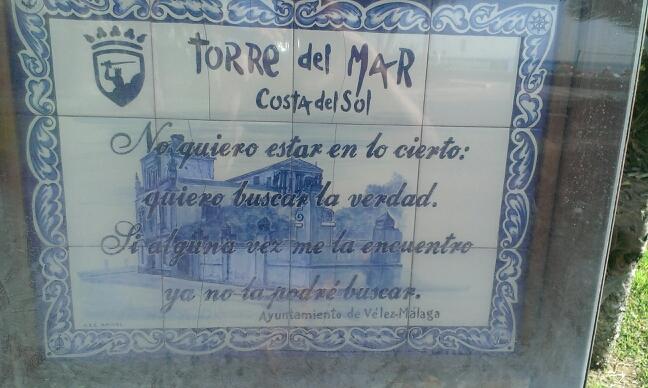 TORRe del MAR
Costa del Sol
No quiero estar en lo cierto:
quiero buscar la verdad.
Si alguna vez me la encuentro
ya no la podré buscar.
Ayuntamiento de Vélez-Málaga